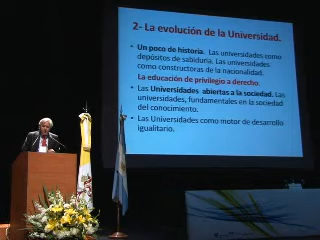 2- La evolución de la Universidad.
• Un poco de historia. Las universidades como
depósitos de sabiduria. Las universidades
como constructoras de la nacionalidad.
La educación de privilegio a derecho.
• Las Universidades abiertas a la sociedad. Las
universidades, fundamentales en la sociedad
del conocimiento.
• Las Universidades como motor de desarrollo
igualitario.